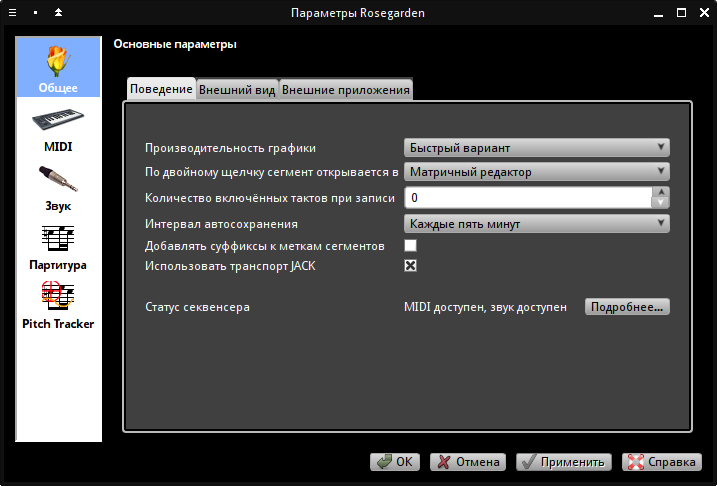 Параметры Rosegarden
Общее
MIDI
Звук
Партитура
Pitch Tracker
Основные параметры
Поведение Внешний вид Внешние приложения
Производительность графики Быстрый вариант
По двойному щелчку сегмент открывается в Матричный редактор
Количество включённых тактов при записи 0
Интервал автосохранения Каждые пять минут
Добавлять суффиксы к меткам сегментов
Использовать транспорт JACK
Статус секвенсера MIDI доступен, звук доступен Подробнее...
ОК Отмена Применить Справка